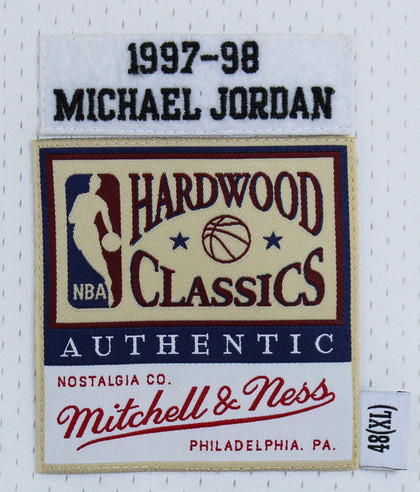 1997-98
MICHAEL JORDAN
HARDWOOD
NBA
CLASSICS
AUTHENTIC
NOSTALGIA CO.
Mitchell & Ness
PHILADELPHIA. PA.
48(XL)